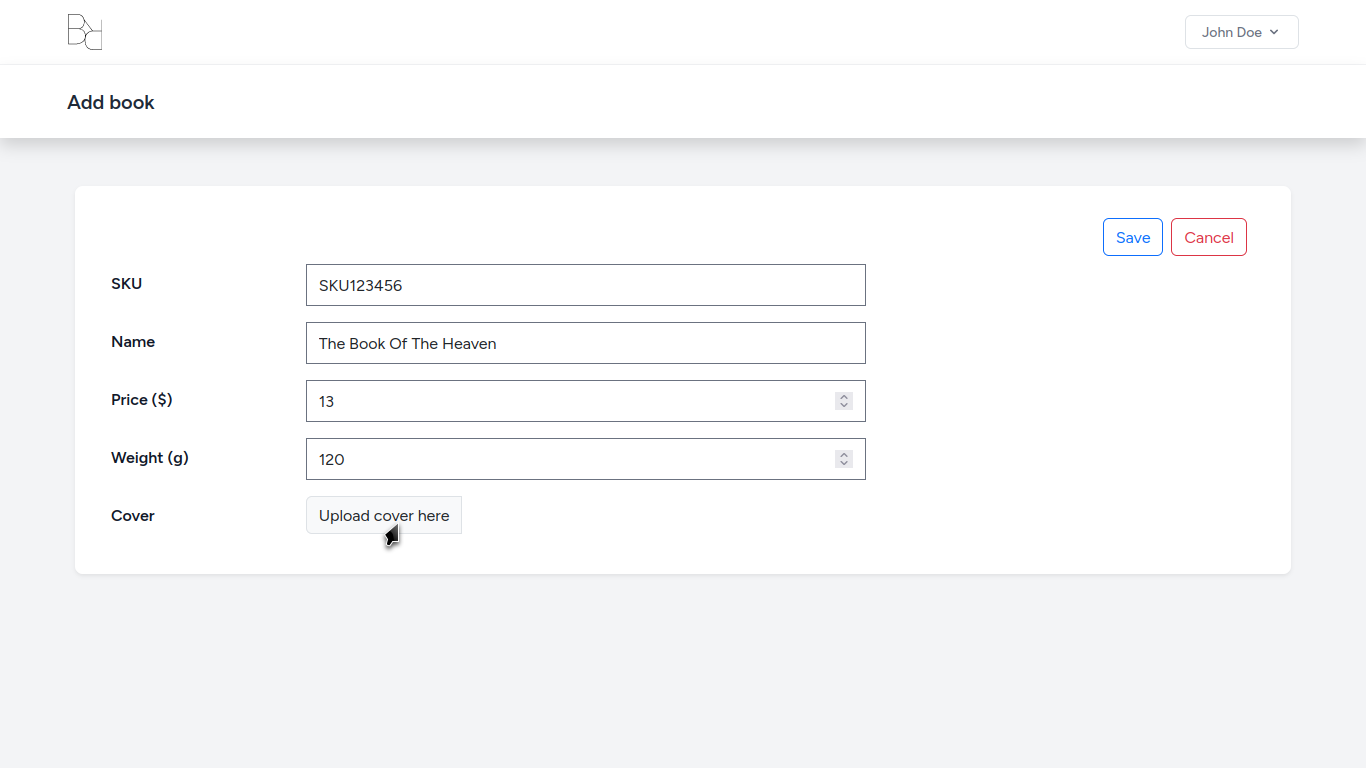 John Doe
Add book
Save Cancel
SKU SKU123456
Name The Book Of The Heaven
Price ($) 13
Weight (g) 120
Cover Upload cover here